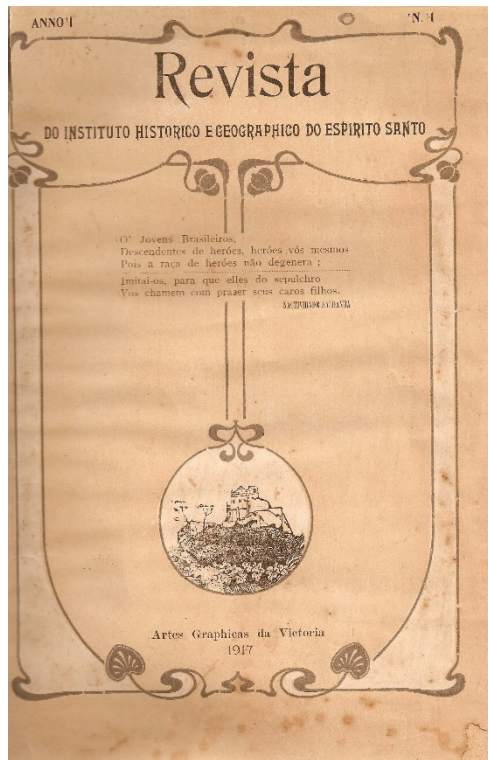 ANNO I
N. 1
Revista
DO INSTITUTO HISTORICO E GEOGRAPHICO DO ESPIRITO SANTO
O' Jovens Brasileiros,
Descendentes de heróes, heróes vós mesmos
Pois a raça de heróes não degenera ;
Imitai-os, para que elles do sepulchro
Vos chamem com prazer seus caros filhos.
Artes Graphicas da Victoria
1917